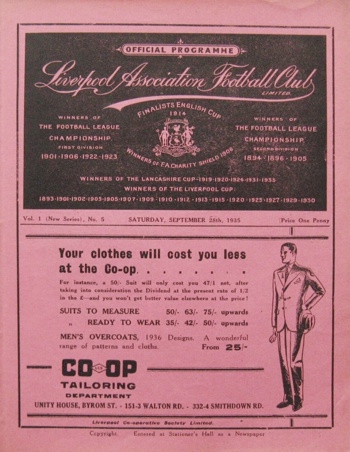 OFFICIAL PROGRAMME
Liverpool Association Football Club
LIMITED.
FINALISTS ENGLISH CUP
1914
WINNERS OF
THE FOOTBALL LEAGUE
CHAMPIONSHIP.
FIRST DIVISION
1901-1906-1922-1923
WINNERS OF
THE FOOTBALL LEAGUE
CHAMPIONSHIP.
SECOND DIVISION
1894-1896-1905
WINNERS OF F.A. CHARITY SHIELD 1906
WINNERS OF THE LANCASHIRE CUP-1919-1920-1924-1931-1933
WINNERS OF THE LIVERPOOL CUP:
1893-1901-1902-1903-1905-1907-1909-1910-1912-1913-1915-1920-1925-1927-1929-1930
Vol. 1 (New Series), No. 5 SATURDAY, SEPTEMBER 28th, 1935 Price One Penny
Your clothes will cost you less
at the Co-op. . . . . . .
For instance, a 50/- Suit will only cost you 47/1 net, after
taking into consideration the Dividend at the present rate of 1/2
in the £—and you won't get better value elsewhere at the price!
SUITS TO MEASURE 50/- 63/- 75/- upwards
„ READY TO WEAR 35/- 42/- 50/- upwards
MEN'S OVERCOATS, 1936 Designs. A wonderful
range of patterns and cloths. From 25/-
CO-OP
TAILORING
DEPARTMENT
UNITY HOUSE, BYROM ST. - 151-3 WALTON RD. - 332-4 SMITHDOWN RD.
Liverpool Co-operative Society Limited.
Copyright. Entered at Stationer's Hall as a Newspaper